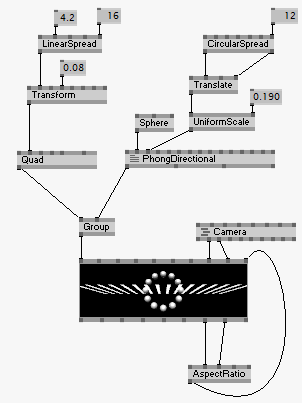 4.2
16
12
LinearSpread
CircularSpread
0.08
Translate
Transform
0.190
Sphere
UniformScale
Quad
PhongDirectional
Group
Camera
AspectRatio